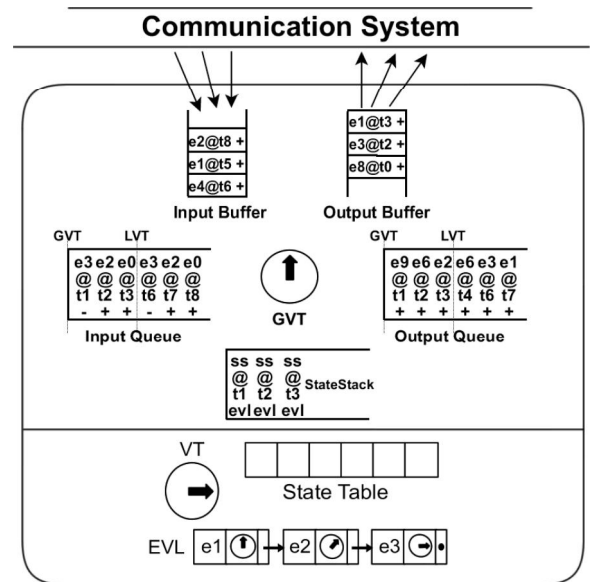 Communication System
e2@t8 +
e1@t5 +
e4@t6 +
Input Buffer
e1@t3 +
e3@t2 +
e8@t0 +
Output Buffer
GVT LVT
e3 e2 e0 e3 e2 e0
@ @ @ @ @ @
t1 t2 t3 t6 t7 t8
- + + - + +
Input Queue
GVT
GVT LVT
e9 e6 e2 e6 e3 e1
@ @ @ @ @ @
t1 t2 t3 t4 t6 t7
+ + + + + +
Output Queue
ss ss ss
@ @ @
t1 t2 t3
evl evl evl
StateStack
VT
State Table
EVL e1 e2 e3